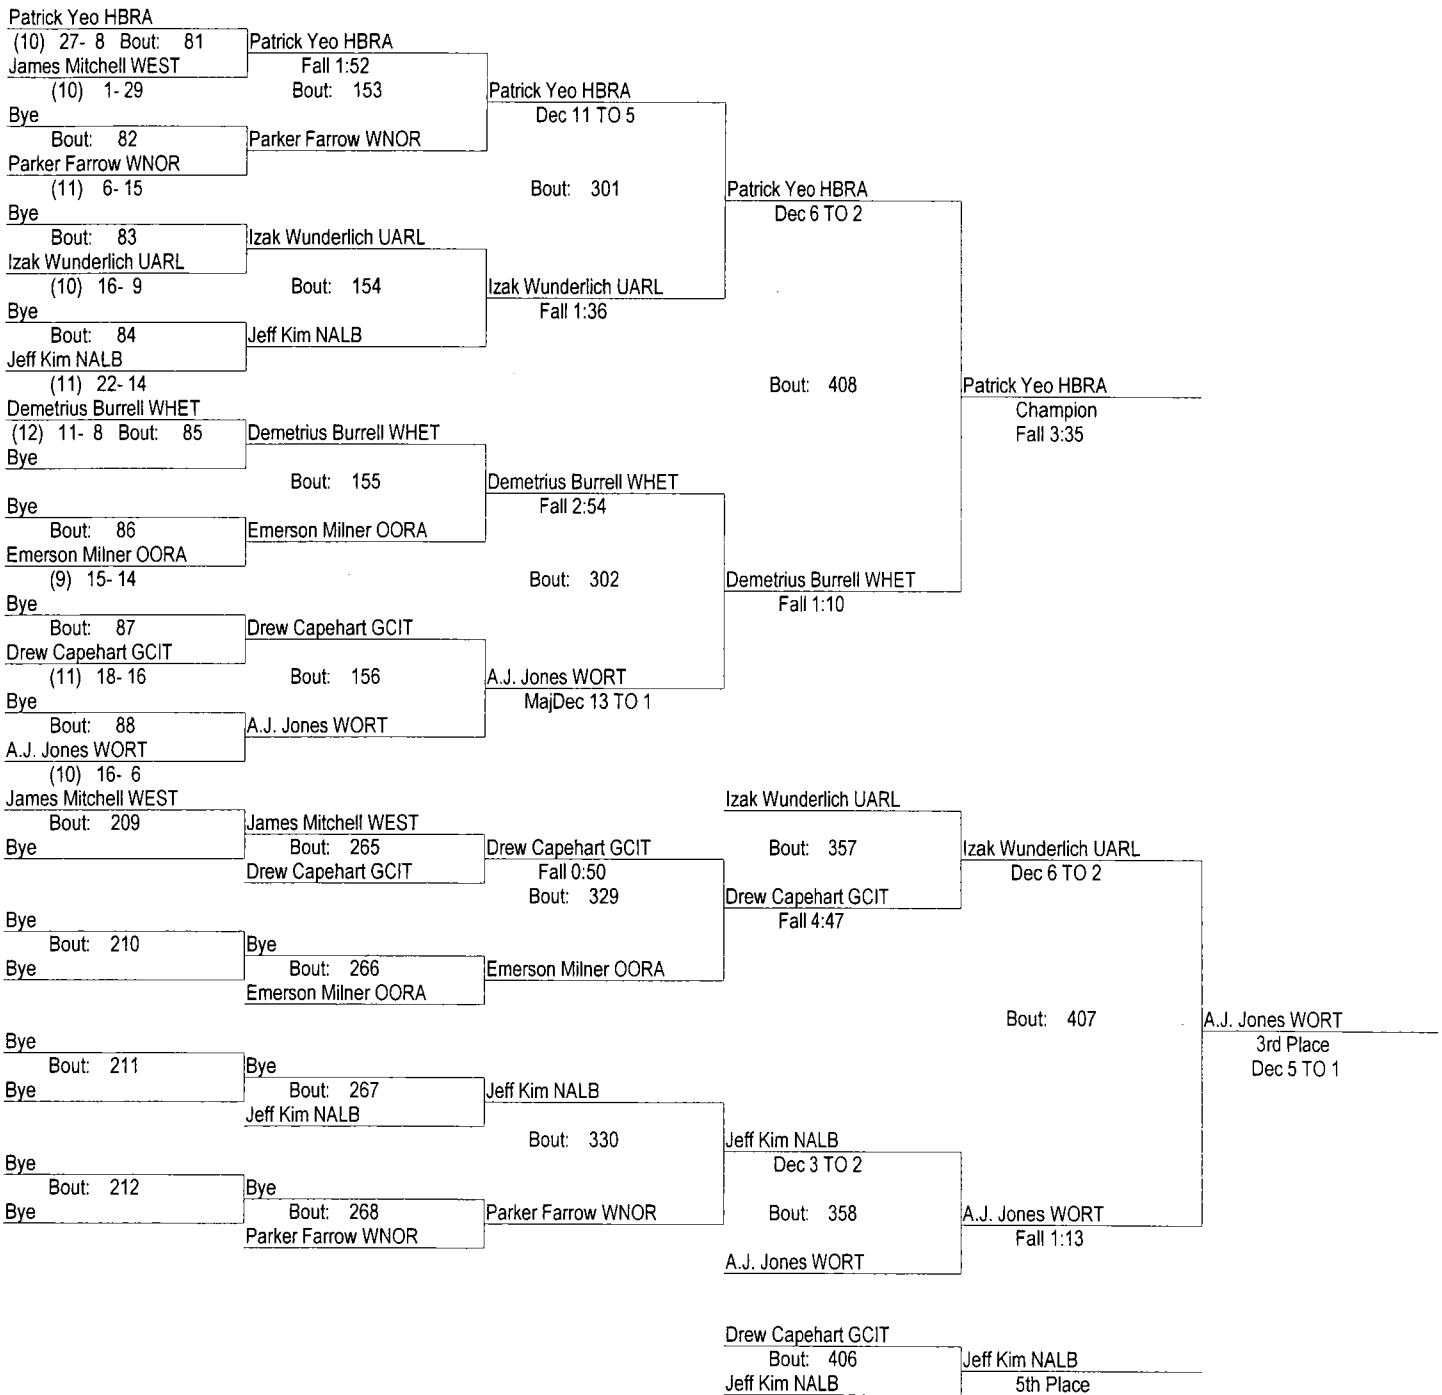 Patrick Yeo HBRA
(10) 27- 8 Bout: 81
James Mitchell WEST
(10) 1- 29
Bye
Bout: 82
Parker Farrow WNOR
(11) 6- 15
Bye
Bout: 83
Izak Wunderlich UARL
(10) 16- 9
Bye
Bout: 84
Jeff Kim NALB
(11) 22- 14
Demetrius Burrell WHET
(12) 11- 8 Bout: 85
Bye
Bye
Bout: 86
Emerson Milner OORA
(9) 15- 14
Bye
Bout: 87
Drew Capehart GCIT
(11) 18- 16
Bye
Bout: 88
A.J. Jones WORT
(10) 16- 6
Patrick Yeo HBRA
Fall 1:52
Bout: 153
Parker Farrow WNOR
Izak Wunderlich UARL
Bout: 154
Jeff Kim NALB
Demetrius Burrell WHET
Bout: 155
Emerson Milner OORA
Drew Capehart GCIT
Bout: 156
A.J. Jones WORT
Patrick Yeo HBRA
Dec 11 TO 5
Bout: 301
Izak Wunderlich UARL
Fall 1:36
Demetrius Burrell WHET
Fall 2:54
Bout: 302
A.J. Jones WORT
MajDec 13 TO 1
Patrick Yeo HBRA
Dec 6 TO 2
Bout: 408
Demetrius Burrell WHET
Fall 1:10
Patrick Yeo HBRA
Champion
Fall 3:35
James Mitchell WEST
Bout: 209
Bye
Bye
Bout: 210
Bye
Bye
Bout: 211
Bye
Bye
Bout: 212
Bye
James Mitchell WEST
Bout: 265
Drew Capehart GCIT
Bye
Bout: 266
Emerson Milner OORA
Bye
Bout: 267
Jeff Kim NALB
Bye
Bout: 268
Parker Farrow WNOR
Drew Capehart GCIT
Fall 0:50
Bout: 329
Emerson Milner OORA
Jeff Kim NALB
Bout: 330
Parker Farrow WNOR
Izak Wunderlich UARL
Bout: 357
Drew Capehart GCIT
Fall 4:47
Jeff Kim NALB
Dec 3 TO 2
Bout: 358
A.J. Jones WORT
Izak Wunderlich UARL
Dec 6 TO 2
Bout: 407
A.J. Jones WORT
Fall 1:13
A.J. Jones WORT
3rd Place
Dec 5 TO 1
Drew Capehart GCIT
Bout: 406
Jeff Kim NALB
Jeff Kim NALB
5th Place